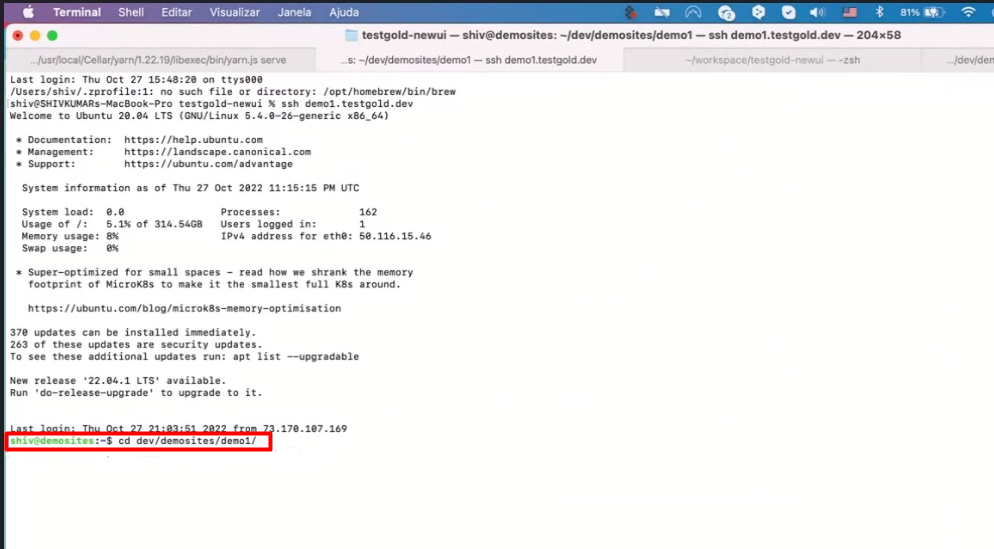 Terminal Shell Editar Visualizar Janela Ajuda 81%
testgold-newui — shiv@demosites: ~/dev/demosites/demo1 — ssh demo1.testgold.dev — 204×58
.../usr/local/Cellar/yarn/1.22.19/libexec/bin/yarn.js serve ...s: ~/dev/demosites/demo1 — ssh demo1.testgold.dev ~/workspace/testgold-newui — -zsh .../dev/dem
Last login: Thu Oct 27 15:48:20 on ttys000
/Users/shiv/.zprofile:1: no such file or directory: /opt/homebrew/bin/brew
shiv@SHIVKUMARs-MacBook-Pro testgold-newui % ssh demo1.testgold.dev
Welcome to Ubuntu 20.04 LTS (GNU/Linux 5.4.0-26-generic x86_64)
* Documentation: https://help.ubuntu.com
* Management: https://landscape.canonical.com
* Support: https://ubuntu.com/advantage
System information as of Thu 27 Oct 2022 11:15:15 PM UTC
System load: 0.0 Processes: 162
Usage of /: 5.1% of 314.54GB Users logged in: 1
Memory usage: 8% IPv4 address for eth0: 50.116.15.46
Swap usage: 0%
* Super-optimized for small spaces - read how we shrank the memory
footprint of MicroK8s to make it the smallest full K8s around.
https://ubuntu.com/blog/microk8s-memory-optimisation
370 updates can be installed immediately.
263 of these updates are security updates.
To see these additional updates run: apt list --upgradable
New release '22.04.1 LTS' available.
Run 'do-release-upgrade' to upgrade to it.
Last login: Thu Oct 27 21:03:51 2022 from 73.170.107.169
shiv@demosites:~$ cd dev/demosites/demo1/